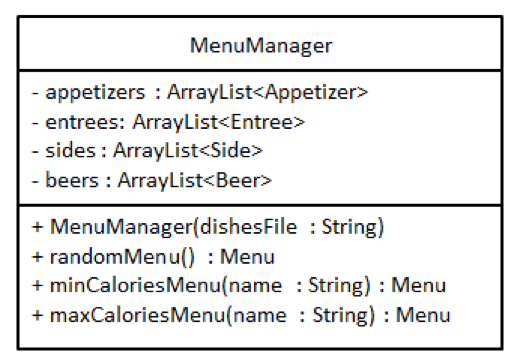 MenuManager
- appetizers : ArrayList<Appetizer>
- entrees: ArrayList<Entree>
- sides : ArrayList<Side>
- beers : ArrayList<Beer>
+ MenuManager(dishesFile : String)
+ randomMenu() : Menu
+ minCaloriesMenu(name : String) : Menu
+ maxCaloriesMenu(name : String) : Menu